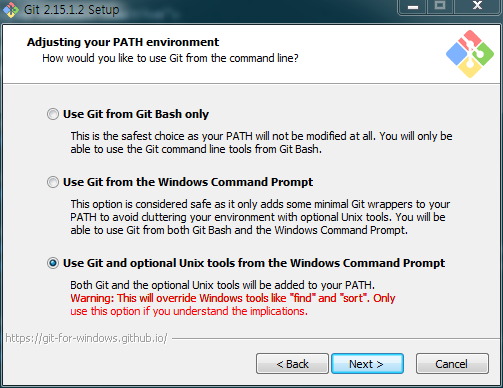 Git 2.15.1.2 Setup
Adjusting your PATH environment
How would you like to use Git from the command line?
Use Git from Git Bash only
This is the safest choice as your PATH will not be modified at all. You will only be
able to use the Git command line tools from Git Bash.
Use Git from the Windows Command Prompt
This option is considered safe as it only adds some minimal Git wrappers to your
PATH to avoid cluttering your environment with optional Unix tools. You will be
able to use Git from both Git Bash and the Windows Command Prompt.
Use Git and optional Unix tools from the Windows Command Prompt
Both Git and the optional Unix tools will be added to your PATH.
Warning: This will override Windows tools like "find" and "sort". Only
use this option if you understand the implications.
https://git-for-windows.github.io/
< Back
Next >
Cancel